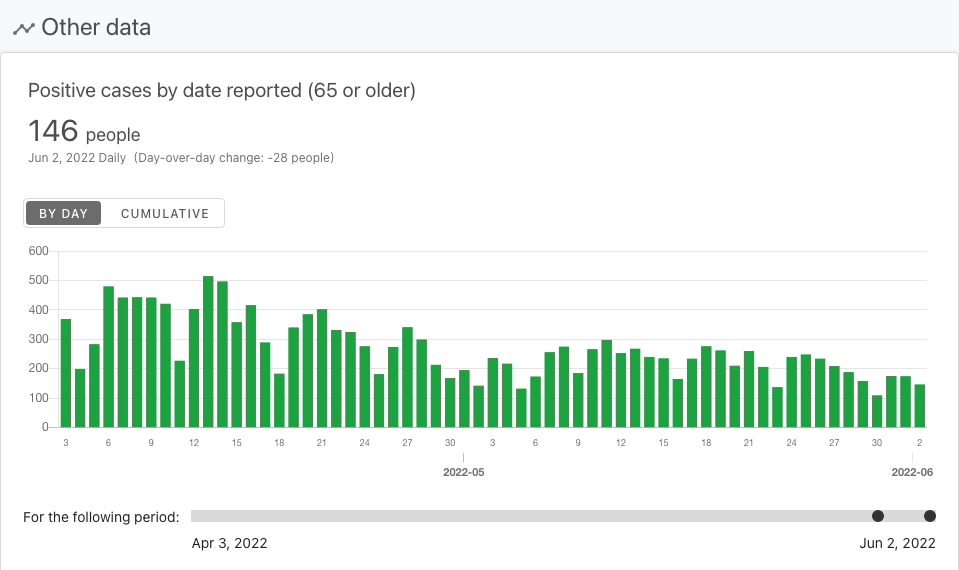 Other data
Positive cases by date reported (65 or older)
146 people
Jun 2, 2022 Daily (Day-over-day change: -28 people)
BY DAY CUMULATIVE
600
500
400
300
200
100
0
3 6 9 12 15 18 21 24 27 30 3 6 9 12 15 18 21 24 27 30 2
2022-05 2022-06
For the following period:
Apr 3, 2022 Jun 2, 2022